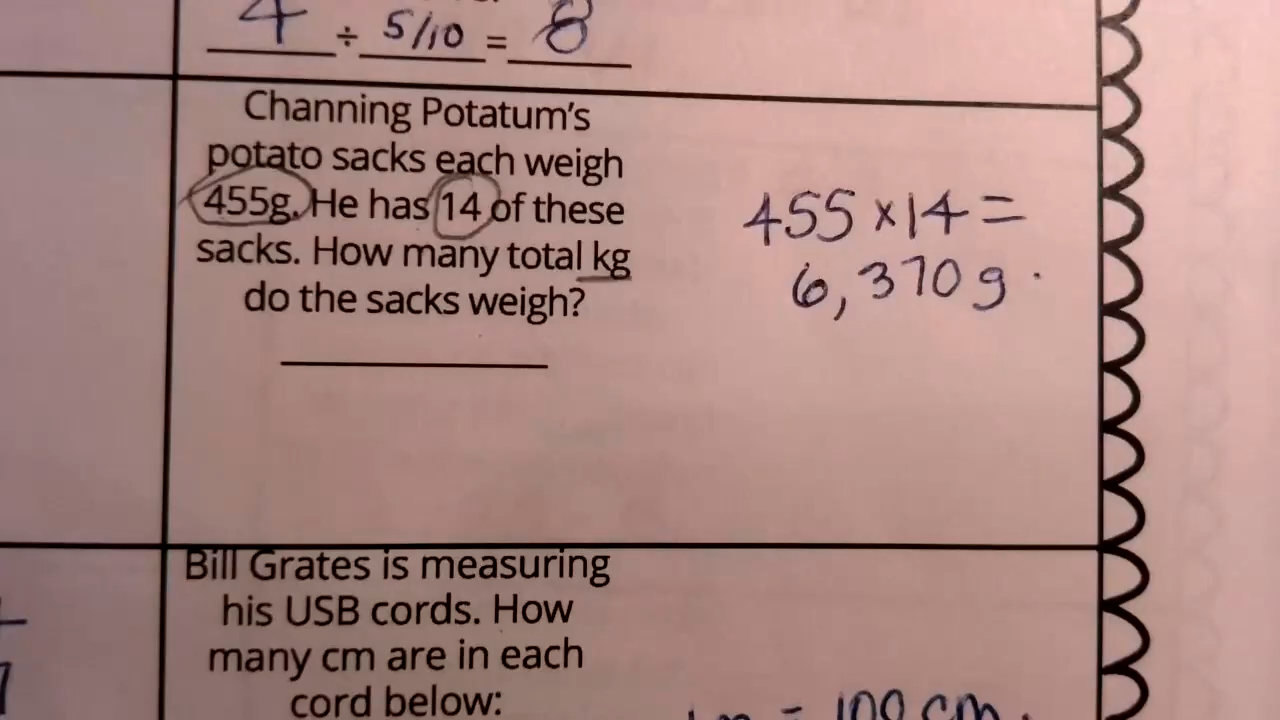 4 ÷ 5/10 = 8
Channing Potatum's
potato sacks each weigh
455g. He has 14 of these
sacks. How many total kg
do the sacks weigh?
455 × 14 =
6,370 g.
Bill Grates is measuring
his USB cords. How
many cm are in each
cord below:
= 100 cm.